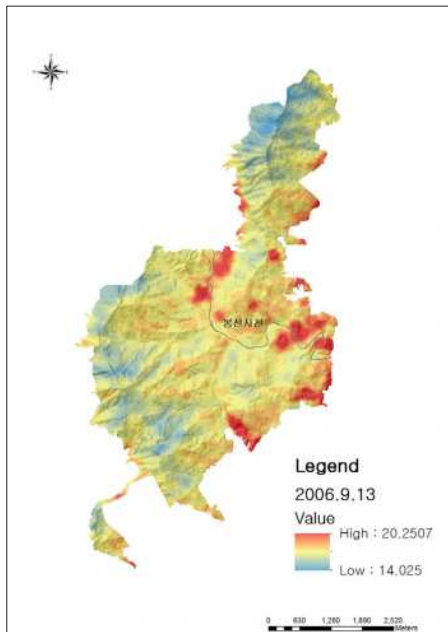 Legend
2006.9.13
Value
High : 20.2507
Low : 14.025
0 630 1,260 1,890 2,520
Meters